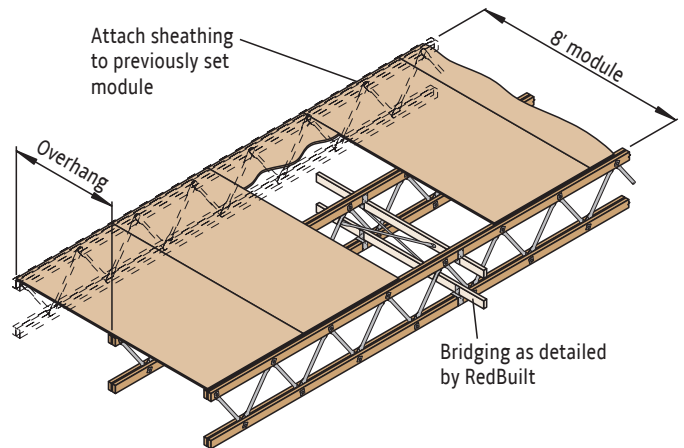 Attach sheathing
to previously set
module
8' module
Overhang
Bridging as detailed
by RedBuilt